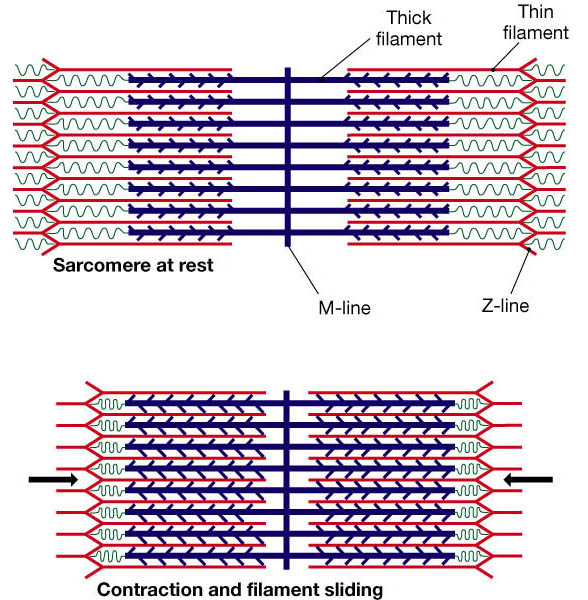 Thick
filament
Thin
filament
Sarcomere at rest
M-line
Z-line
Contraction and filament sliding